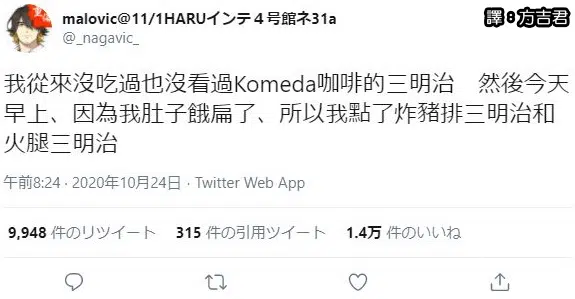 malovic@11/1HARUインテ４号館ネ31a
譯：方吉君
@_nagavic_
我從來沒吃過也沒看過Komeda咖啡的三明治　然後今天
早上、因為我肚子餓扁了、所以我點了炸豬排三明治和
火腿三明治
午前8:24 · 2020年10月24日 · Twitter Web App
9,948 件のリツイート 315 件の引用ツイート 1.4万 件のいいね